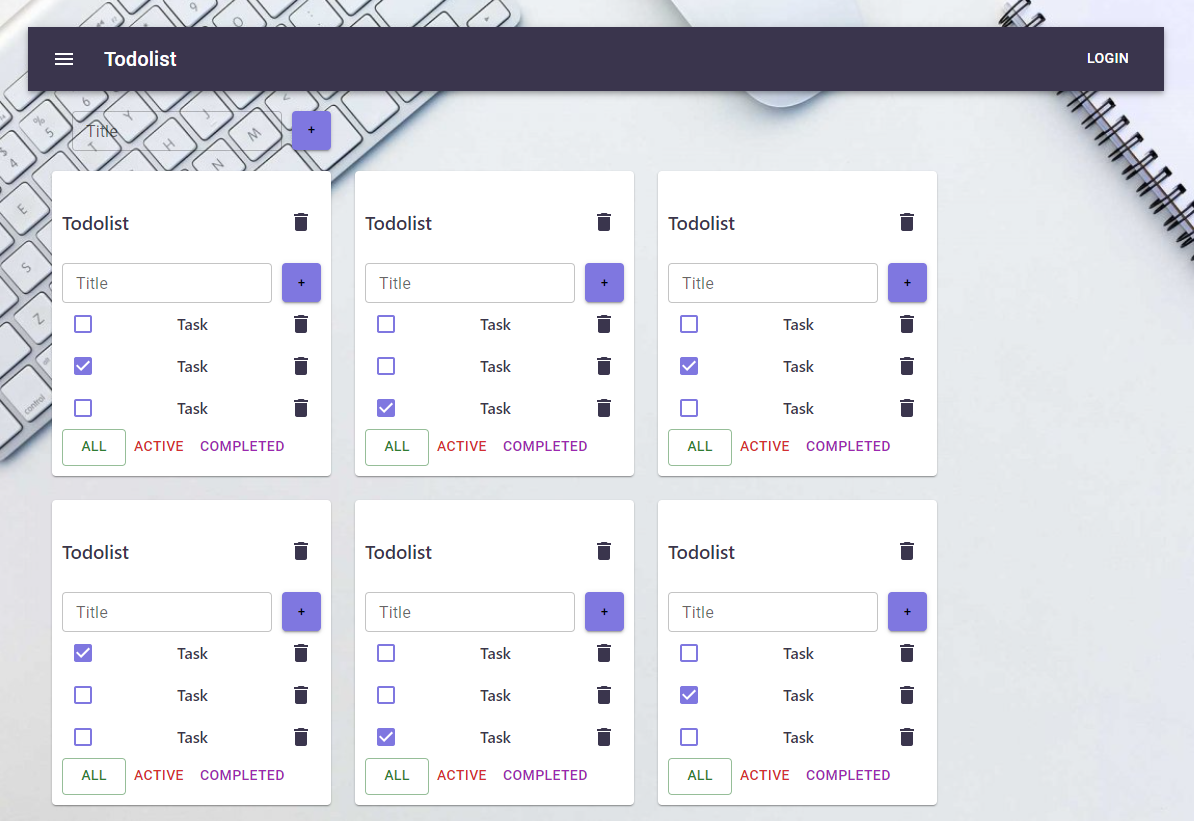 Todolist LOGIN
Title +
Todolist Todolist Todolist
Title + Title + Title +
Task Task Task
Task Task Task
Task Task Task
ALL ACTIVE COMPLETED ALL ACTIVE COMPLETED ALL ACTIVE COMPLETED
Todolist Todolist Todolist
Title + Title + Title +
Task Task Task
Task Task Task
Task Task Task
ALL ACTIVE COMPLETED ALL ACTIVE COMPLETED ALL ACTIVE COMPLETED